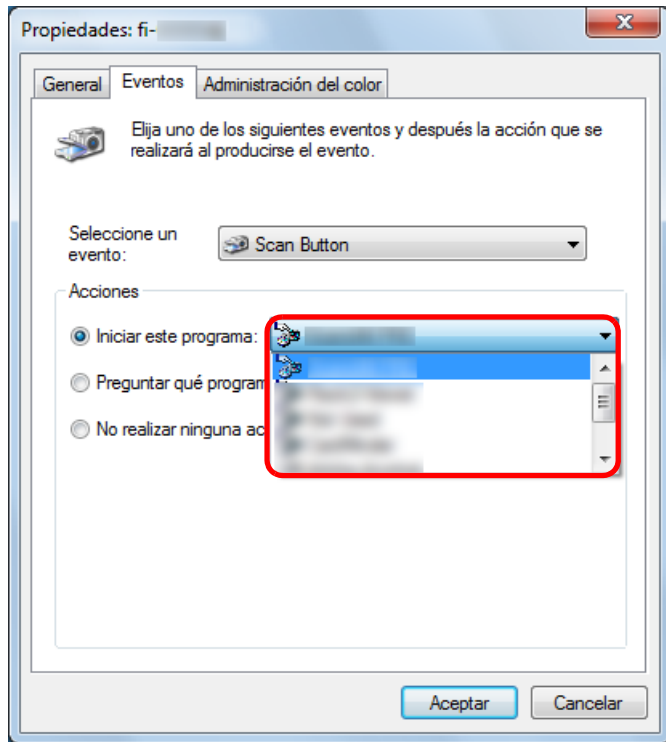 Propiedades: fi-
General
Eventos
Administración del color
Elija uno de los siguientes eventos y después la acción que se
realizará al producirse el evento.
Seleccione un
evento:
Scan Button
Acciones
Iniciar este programa:
Preguntar qué program
No realizar ninguna ac
Aceptar
Cancelar